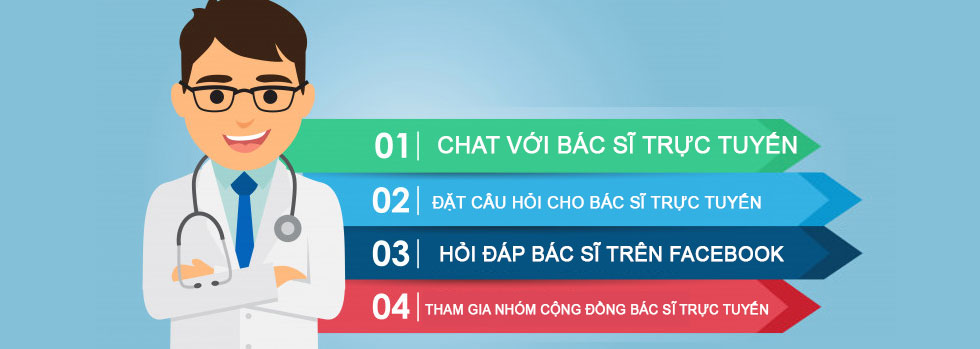 01 CHAT VỚI BÁC SĨ TRỰC TUYẾN
02 ĐẶT CÂU HỎI CHO BÁC SĨ TRỰC TUYẾN
03 HỎI ĐÁP BÁC SĨ TRÊN FACEBOOK
04 THAM GIA NHÓM CỘNG ĐỒNG BÁC SĨ TRỰC TUYẾN